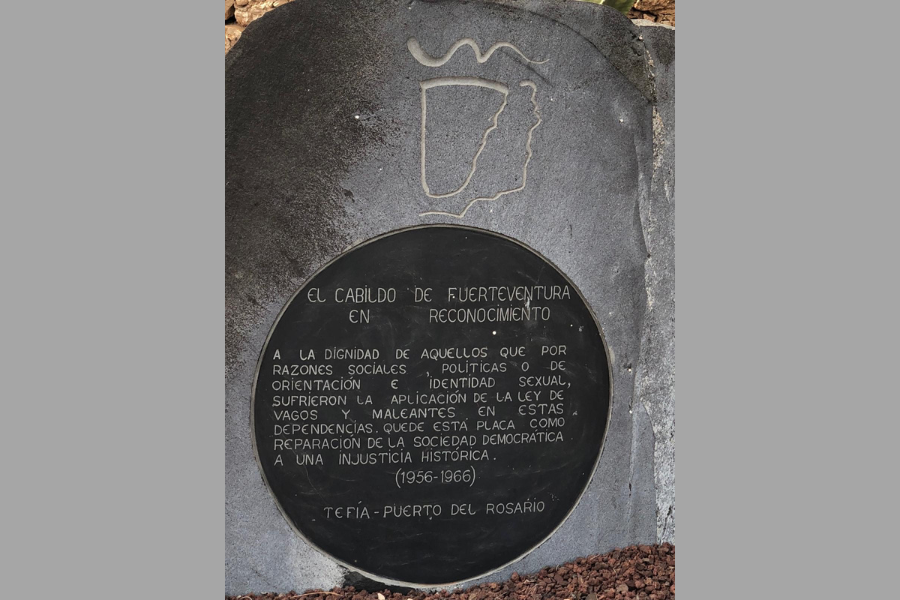 EL CABILDO DE FUERTEVENTURA
EN RECONOCIMIENTO
A LA DIGNIDAD DE AQUELLOS QUE POR
RAZONES SOCIALES , POLÍTICAS O DE
ORIENTACIÓN E IDENTIDAD SEXUAL,
SUFRIERON LA APLICACIÓN DE LA LEY DE
VAGOS Y MALEANTES EN ESTAS
DEPENDENCIAS. QUEDE ESTA PLACA COMO
REPARACIÓN DE LA SOCIEDAD DEMOCRÁTICA
A UNA INJUSTICIA HISTÓRICA.
(1956-1966)
TEFÍA - PUERTO DEL ROSARIO